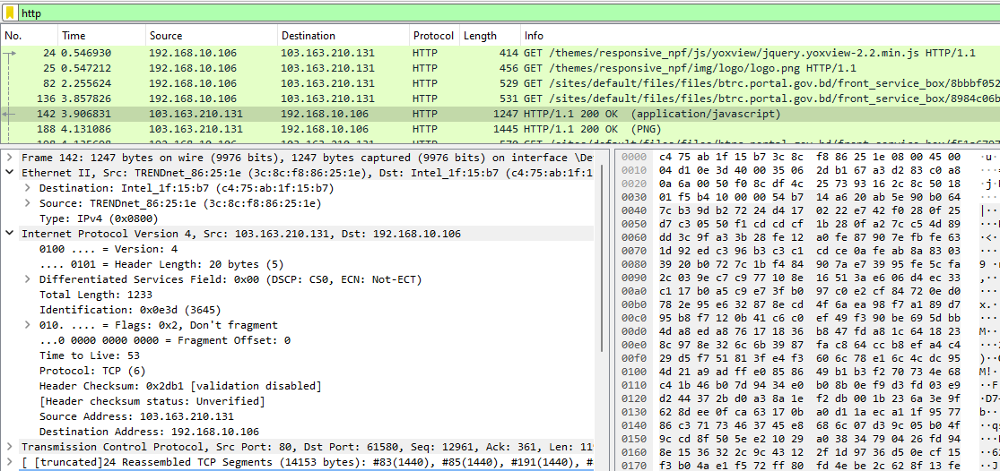 http
No. Time Source Destination Protocol Length Info
24 0.546930 192.168.10.106 103.163.210.131 HTTP 414 GET /themes/responsive_npf/js/yoxview/jquery.yoxview-2.2.min.js HTTP/1.1
25 0.547212 192.168.10.106 103.163.210.131 HTTP 456 GET /themes/responsive_npf/img/logo/logo.png HTTP/1.1
82 2.255624 192.168.10.106 103.163.210.131 HTTP 529 GET /sites/default/files/files/btrc.portal.gov.bd/front_service_box/8bbbf052
136 3.857826 192.168.10.106 103.163.210.131 HTTP 531 GET /sites/default/files/files/btrc.portal.gov.bd/front_service_box/8984c06b
142 3.906831 103.163.210.131 192.168.10.106 HTTP 1247 HTTP/1.1 200 OK (application/javascript)
188 4.131086 103.163.210.131 192.168.10.106 HTTP 1445 HTTP/1.1 200 OK (PNG)
Frame 142: 1247 bytes on wire (9976 bits), 1247 bytes captured (9976 bits) on interface \De
Ethernet II, Src: TRENDnet_86:25:1e (3c:8c:f8:86:25:1e), Dst: Intel_1f:15:b7 (c4:75:ab:1f:1
Destination: Intel_1f:15:b7 (c4:75:ab:1f:15:b7)
Source: TRENDnet_86:25:1e (3c:8c:f8:86:25:1e)
Type: IPv4 (0x0800)
Internet Protocol Version 4, Src: 103.163.210.131, Dst: 192.168.10.106
0100 .... = Version: 4
.... 0101 = Header Length: 20 bytes (5)
Differentiated Services Field: 0x00 (DSCP: CS0, ECN: Not-ECT)
Total Length: 1233
Identification: 0x0e3d (3645)
010. .... = Flags: 0x2, Don't fragment
...0 0000 0000 0000 = Fragment Offset: 0
Time to Live: 53
Protocol: TCP (6)
Header Checksum: 0x2db1 [validation disabled]
[Header checksum status: Unverified]
Source Address: 103.163.210.131
Destination Address: 192.168.10.106
Transmission Control Protocol, Src Port: 80, Dst Port: 61580, Seq: 12961, Ack: 361, Len: 119
[ [truncated]24 Reassembled TCP Segments (14153 bytes): #83(1440), #85(1440), #191(1440), #
0000 c4 75 ab 1f 15 b7 3c 8c f8 86 25 1e 08 00 45 00
0010 04 d1 0e 3d 40 00 35 06 2d b1 67 a3 d2 83 c0 a8
0020 0a 6a 00 50 f0 8c df 4c 25 73 93 16 2c 8c 50 18
0030 01 f5 b4 10 00 00 54 b7 14 a6 20 ab 5e 90 b0 64
0040 7c b3 9d b2 72 24 d4 17 02 22 e7 42 f0 28 0f 25
0050 d7 c3 05 50 f1 cd cd cf 1b 28 0f a2 7c c5 4d 89
0060 dd 3c 9f a3 3b 28 fe 12 a0 fe 87 90 7e fb fe 63
0070 1d 92 ed c3 96 b3 c3 c1 cd ce 0a fe ab 8a 83 03
0080 39 20 b0 72 7c 1b f4 84 90 7a e7 39 95 fe 5c fa
0090 2c 03 9e c7 c9 77 10 8e 16 51 3a e6 06 d4 ec 33
00a0 c1 17 b0 a5 c9 e7 3f b0 97 c0 e2 cf 84 72 0e d0
00b0 78 2e 95 e6 32 87 8e cd 4f 6a ea 98 f7 a1 89 d7
00c0 95 b8 f7 12 0b 41 c6 c0 ef 49 f3 90 be 69 5d bb
00d0 4d a8 ed a8 76 17 18 36 b8 47 fd a8 1c 64 18 23
00e0 8c 97 8e 32 6c 6b 39 87 fa c8 64 cc b8 ef a4 c4
00f0 29 d5 f7 51 81 3f e4 f3 60 6c 78 e1 6c 4c dc 95
0100 4d 21 a9 ad ff e0 85 86 49 b1 b3 f2 70 73 4e 68
0110 c4 1b 46 b0 7d 94 34 e0 b0 8b 0e f9 d3 fd 03 e9
0120 d2 44 37 2b d0 a3 8a 1e f2 db 00 1b 23 6a 3e 9f
0130 62 8d ee 0f ca 63 17 0b a0 d1 1a ec a1 1f 95 77
0140 86 c3 71 73 46 37 45 e8 68 6c 07 d3 9c 05 b0 4f
0150 9c cd 8f 50 5e e2 10 29 a0 38 34 79 04 26 fd 94
0160 8e 15 36 32 2c 9c 43 12 2f 1d 97 36 d5 0e cf 15
0170 f3 b0 4a e1 f5 72 ff 80 fd 4e be 2c 62 8f 13 fe